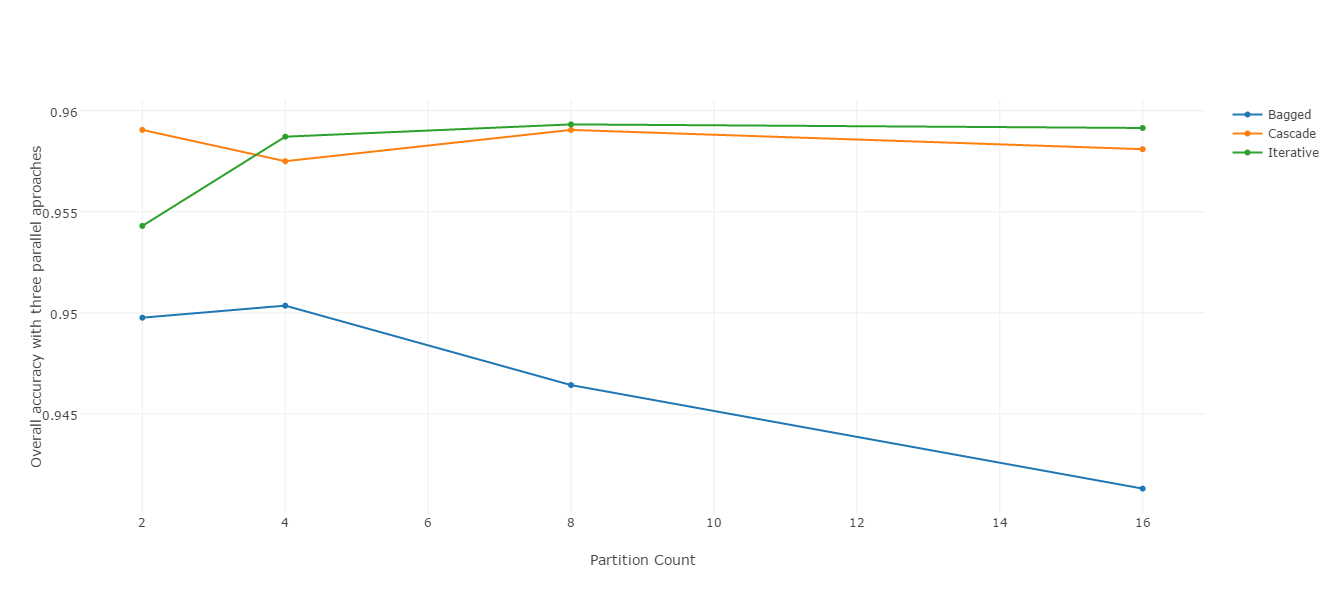 0.96
0.955
0.95
0.945
Overall accuracy with three parallel aproaches
2 4 6 8 10 12 14 16
Partition Count
Bagged
Cascade
Iterative